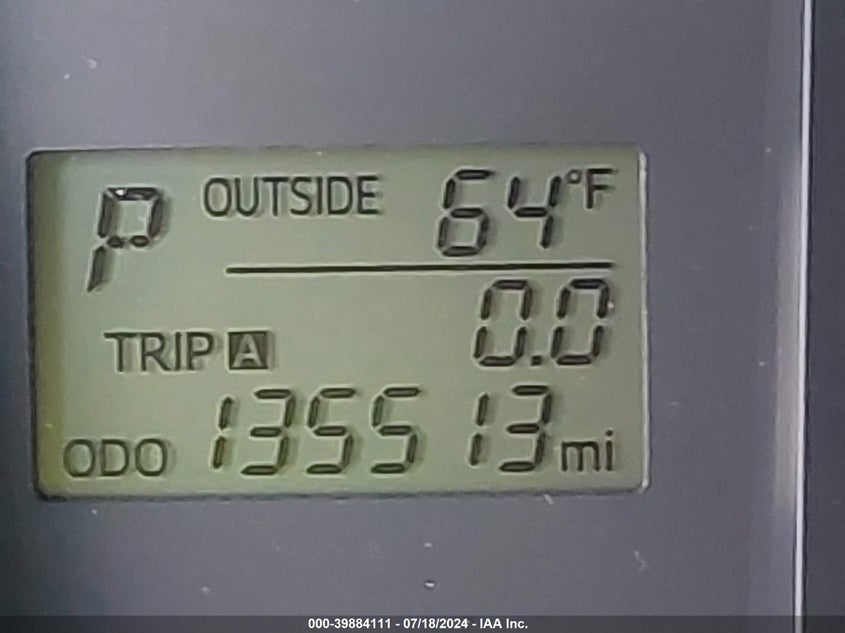 P OUTSIDE 64°F
0.0
TRIP A
ODO 135513 mi
000-39884111 - 07/18/2024 - IAA Inc.